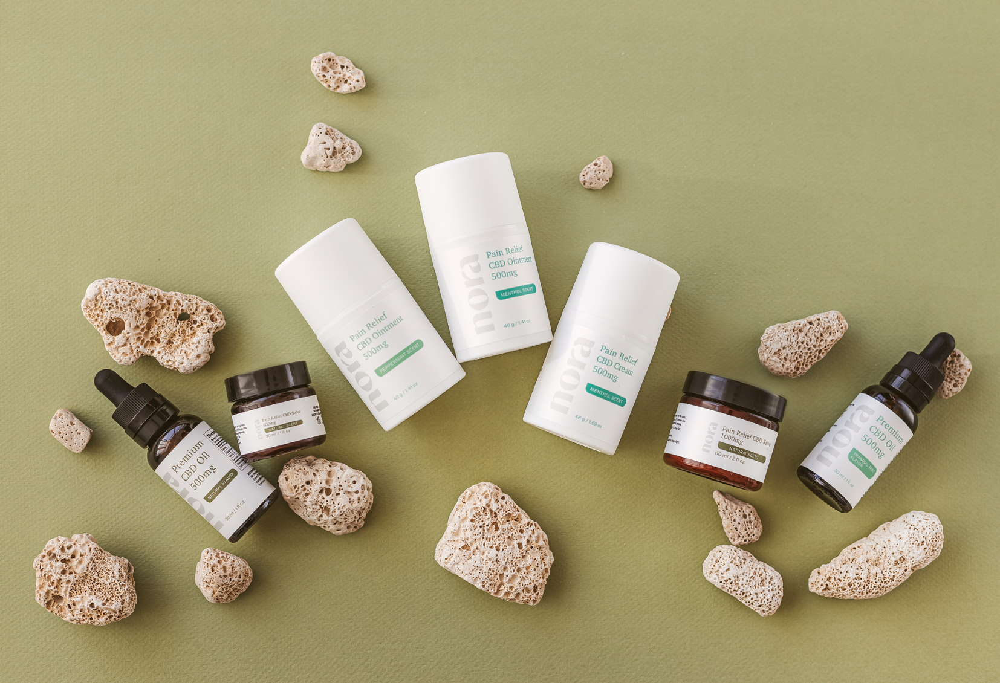 nora
Premium
CBD Oil
500mg
NATURAL FLAVOR
30 ml / 1 fl oz
nora
Pain Relief CBD Salve
500mg
NATURAL SCENT
30 ml / 1 fl oz
nora
Pain Relief
CBD Ointment
500mg
PEPPERMINT SCENT
40 g / 1.41 oz
nora
Pain Relief
CBD Ointment
500mg
MENTHOL SCENT
40 g / 1.41 oz
nora
Pain Relief
CBD Cream
500mg
MENTHOL SCENT
48 g / 1.69 oz
nora
Pain Relief CBD Salve
1000mg
NATURAL SCENT
60 ml / 2 fl oz
nora
Premium
CBD Oil
500mg
TRANQUIL MINT
FLAVOR
30 ml / 1 fl oz